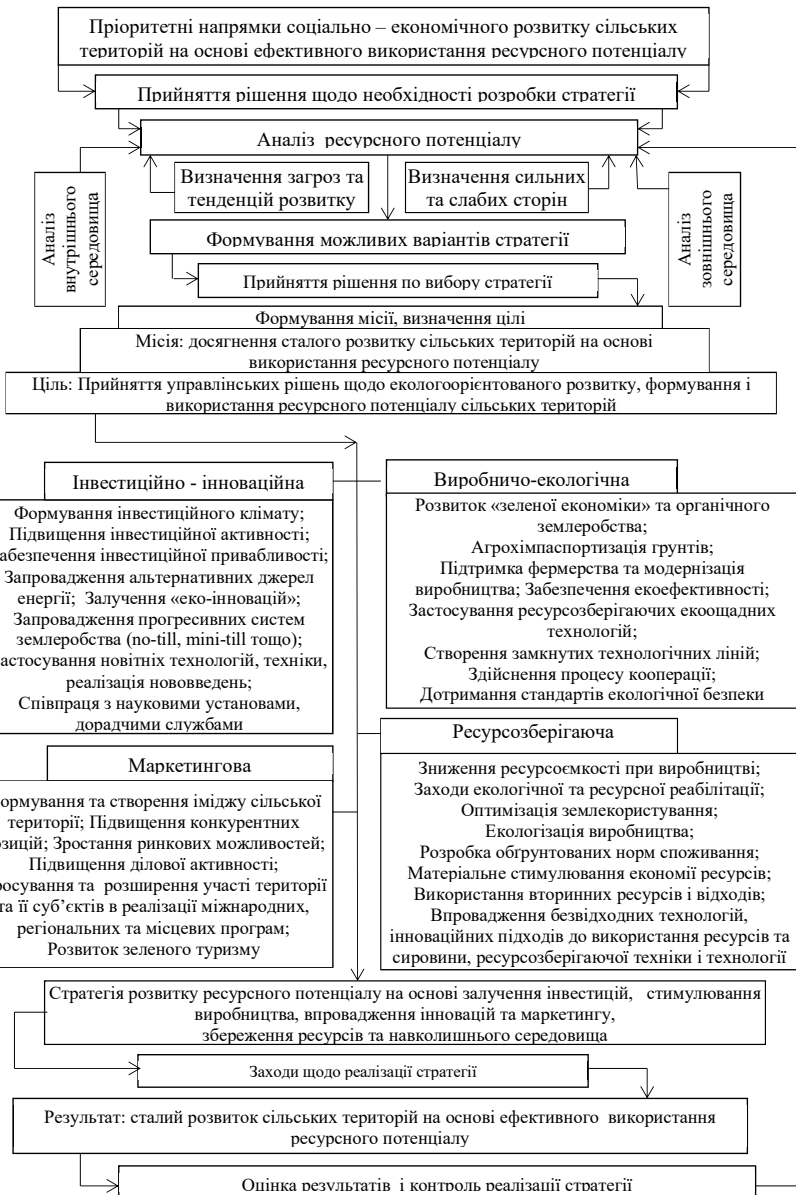 Пріоритетні напрямки соціально – економічного розвитку сільських
територій на основі ефективного використання ресурсного потенціалу
Прийняття рішення щодо необхідності розробки стратегії
Аналіз ресурсного потенціалу
Аналіз
внутрішнього
середовища
Визначення загроз та
тенденцій розвитку
Визначення сильних
та слабих сторін
Аналіз
зовнішнього
середовища
Формування можливих варіантів стратегії
Прийняття рішення по вибору стратегії
Формування місії, визначення цілі
Місія: досягнення сталого розвитку сільських територій на основі
використання ресурсного потенціалу
Ціль: Прийняття управлінських рішень щодо екологоорієнтованого розвитку, формування і
використання ресурсного потенціалу сільських територій
Інвестиційно - інноваційна
Формування інвестиційного клімату;
Підвищення інвестиційної активності;
абезпечення інвестиційної привабливості;
Запровадження альтернативних джерел
енергії; Залучення «еко-інновацій»;
Запровадження прогресивних систем
землеробства (no-till, mini-till тощо);
астосування новітніх технологій, техніки,
реалізація нововведень;
Співпраця з науковими установами,
дорадчими службами
Виробничо-екологічна
Розвиток «зеленої економіки» та органічного
землеробства;
Агрохімпаспортизація грунтів;
Підтримка фермерства та модернізація
виробництва; Забезпечення екоефективності;
Застосування ресурсозберігаючих екоощадних
технологій;
Створення замкнутих технологічних ліній;
Здійснення процесу кооперації;
Дотримання стандартів екологічної безпеки
Маркетингова
ормування та створення іміджу сільської
території; Підвищення конкурентних
озицій; Зростання ринкових можливостей;
Підвищення ділової активності;
росування та розширення участі території
та її суб’єктів в реалізації міжнародних,
регіональних та місцевих програм;
Розвиток зеленого туризму
Ресурсозберігаюча
Зниження ресурсоємкості при виробництві;
Заходи екологічної та ресурсної реабілітації;
Оптимізація землекористування;
Екологізація виробництва;
Розробка обґрунтованих норм споживання;
Матеріальне стимулювання економії ресурсів;
Використання вторинних ресурсів і відходів;
Впровадження безвідходних технологій,
інноваційних підходів до використання ресурсів та
сировини, ресурсозберігаючої техніки і технології
Стратегія розвитку ресурсного потенціалу на основі залучення інвестицій, стимулювання
виробництва, впровадження інновацій та маркетингу,
збереження ресурсів та навколишнього середовища
Заходи щодо реалізації стратегії
Результат: сталий розвиток сільських територій на основі ефективного використання
ресурсного потенціалу
Оцінка результатів і контроль реалізації стратегії